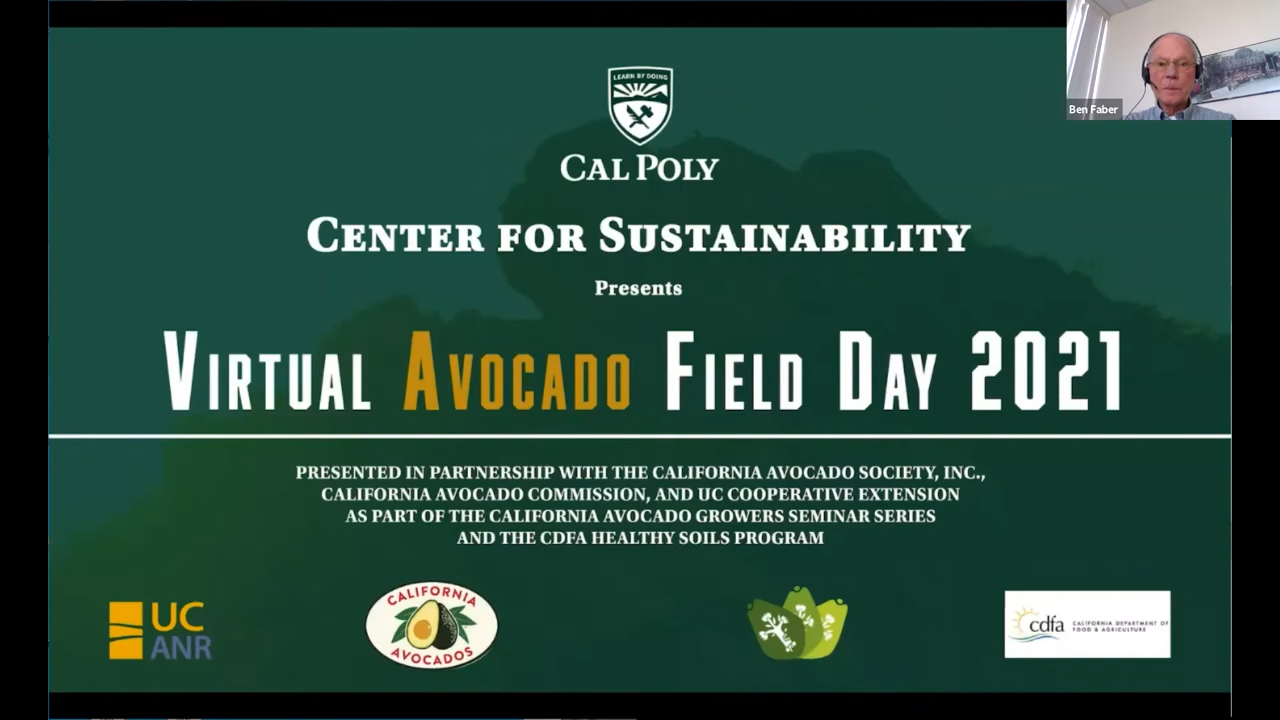 Ben Faber
LEARN BY DOING
CAL POLY
CENTER FOR SUSTAINABILITY
Presents
VIRTUAL AVOCADO FIELD DAY 2021
PRESENTED IN PARTNERSHIP WITH THE CALIFORNIA AVOCADO SOCIETY, INC.,
CALIFORNIA AVOCADO COMMISSION, AND UC COOPERATIVE EXTENSION
AS PART OF THE CALIFORNIA AVOCADO GROWERS SEMINAR SERIES
AND THE CDFA HEALTHY SOILS PROGRAM
UC
ANR
CALIFORNIA
AVOCADOS
cdfa
CALIFORNIA DEPARTMENT OF
FOOD & AGRICULTURE